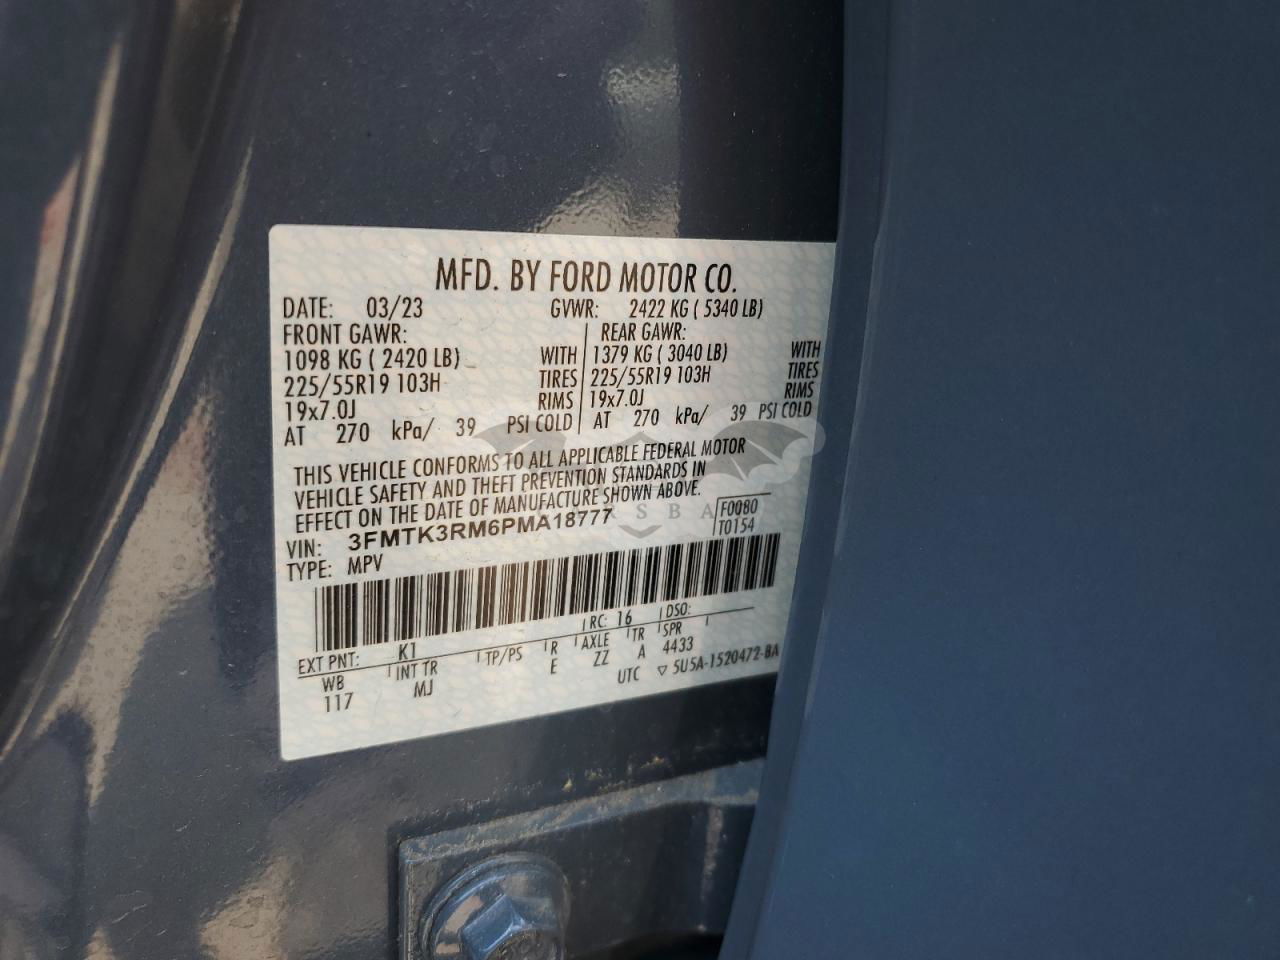 MFD. BY FORD MOTOR CO.
DATE: 03/23 GVWR: 2422 KG ( 5340 LB)
FRONT GAWR: REAR GAWR:
1098 KG ( 2420 LB) WITH 1379 KG ( 3040 LB) WITH
225/55R19 103H TIRES 225/55R19 103H TIRES
19x7.0J RIMS 19x7.0J RIMS
AT 270 kPa/ 39 PSI COLD AT 270 kPa/ 39 PSI COLD
THIS VEHICLE CONFORMS TO ALL APPLICABLE FEDERAL MOTOR
VEHICLE SAFETY AND THEFT PREVENTION STANDARDS IN
EFFECT ON THE DATE OF MANUFACTURE SHOWN ABOVE.
F0080
VIN: 3FMTK3RM6PMA18777 T0154
TYPE: MPV
RC: 16 DSO:
EXT PNT: K1
WB INT TR TP/PS R AXLE TR SPR
117 MJ E ZZ A 4433
UTC ▽ 5U5A-1520472-BA